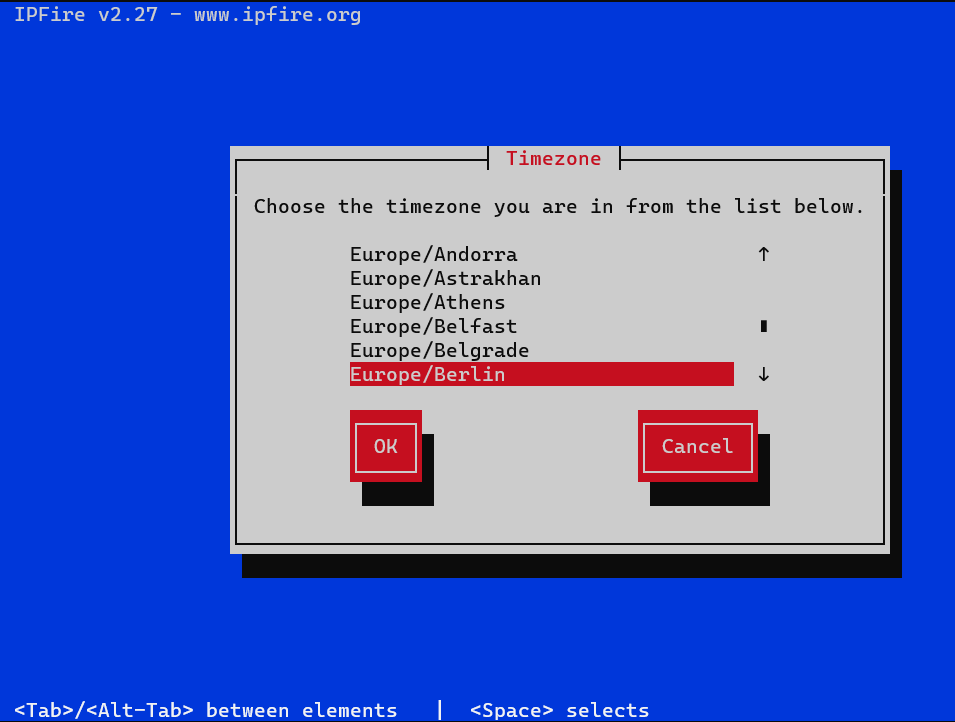 IPFire v2.27 - www.ipfire.org
Timezone
Choose the timezone you are in from the list below.
Europe/Andorra ↑
Europe/Astrakhan
Europe/Athens
Europe/Belfast
Europe/Belgrade
Europe/Berlin ↓
OK Cancel
<Tab>/<Alt-Tab> between elements | <Space> selects